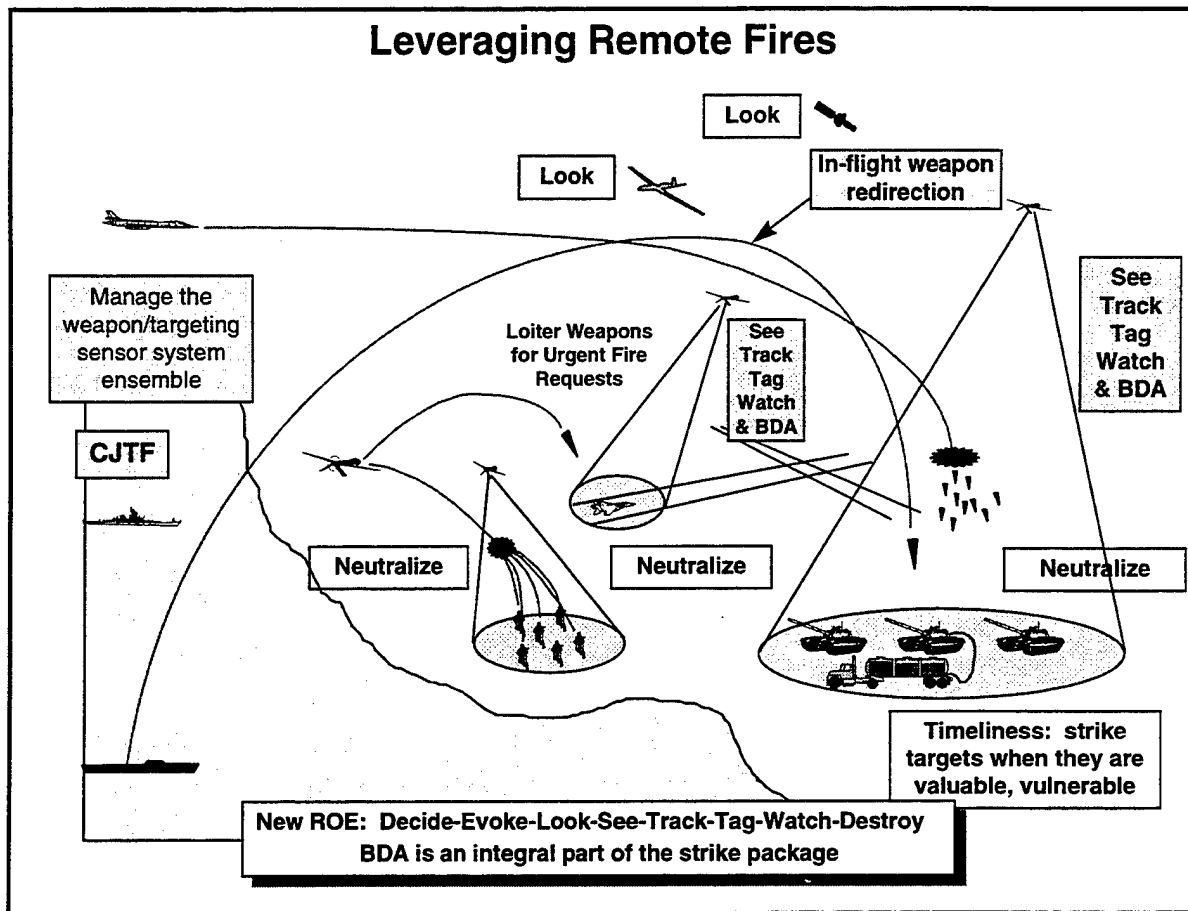 Leveraging Remote Fires
Look
Look
In-flight weapon
redirection
Manage the
weapon/targeting
sensor system
ensemble
Loiter Weapons
for Urgent Fire
Requests
See
Track
Tag
Watch
& BDA
See
Track
Tag
Watch
& BDA
CJTF
Neutralize
Neutralize
Neutralize
Timeliness: strike
targets when they are
valuable, vulnerable
New ROE: Decide-Evoke-Look-See-Track-Tag-Watch-Destroy
BDA is an integral part of the strike package